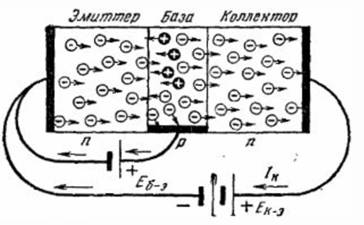 Эмиттер База Коллектор
n p n
Eб-э
+
Iк
− + Eк-э